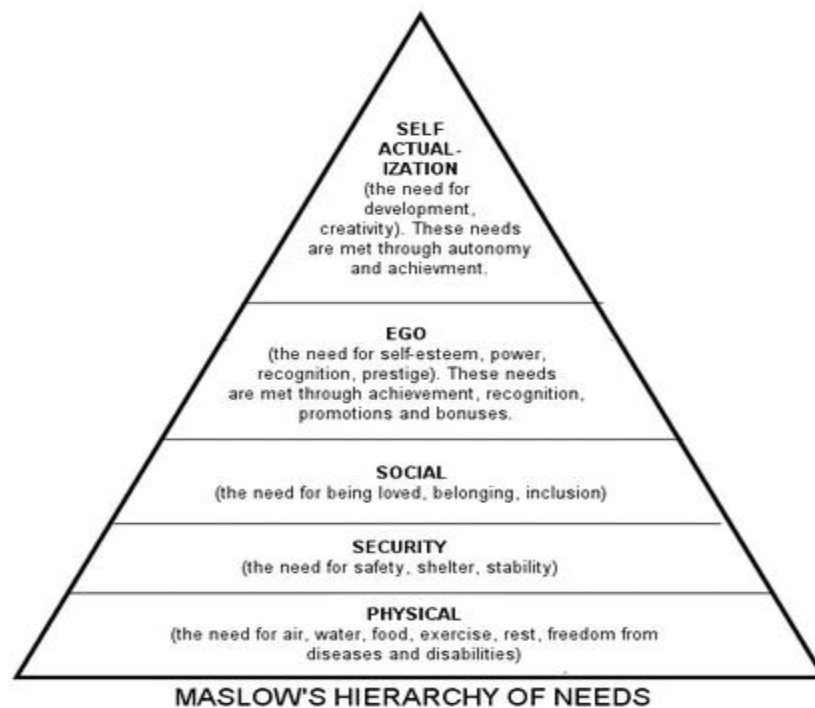 SELF
ACTUAL-
IZATION
(the need for
development,
creativity). These needs
are met through autonomy
and achievment.
EGO
(the need for self-esteem, power,
recognition, prestige). These needs
are met through achievement, recognition,
promotions and bonuses.
SOCIAL
(the need for being loved, belonging, inclusion)
SECURITY
(the need for safety, shelter, stability)
PHYSICAL
(the need for air, water, food, exercise, rest, freedom from
diseases and disabilities)
MASLOW'S HIERARCHY OF NEEDS